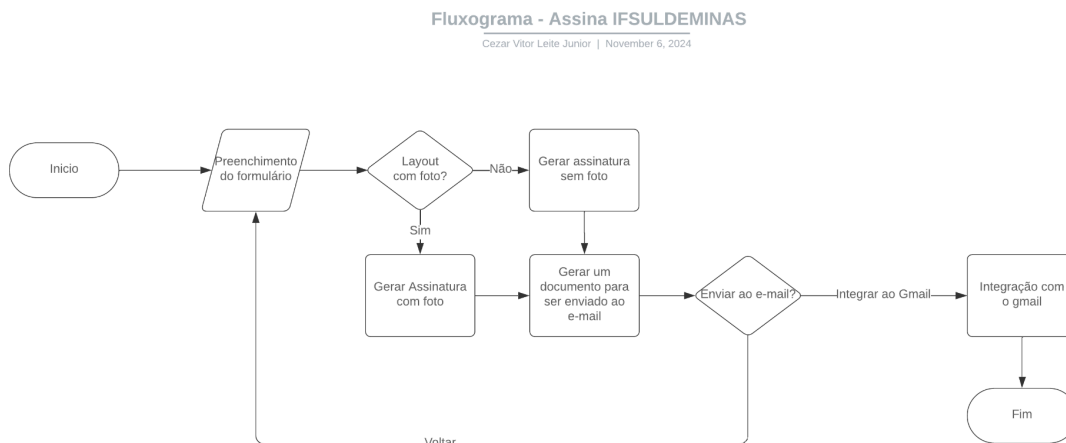 Fluxograma - Assina IFSULDEMINAS
Cezar Vitor Leite Junior | November 6, 2024
Inicio
Preenchimento
do formulário
Layout
com foto?
Não
Gerar assinatura
sem foto
Sim
Gerar Assinatura
com foto
Gerar um
documento para
ser enviado ao
e-mail
Enviar ao e-mail?
Integrar ao Gmail
Integração com
o gmail
Fim
Voltar